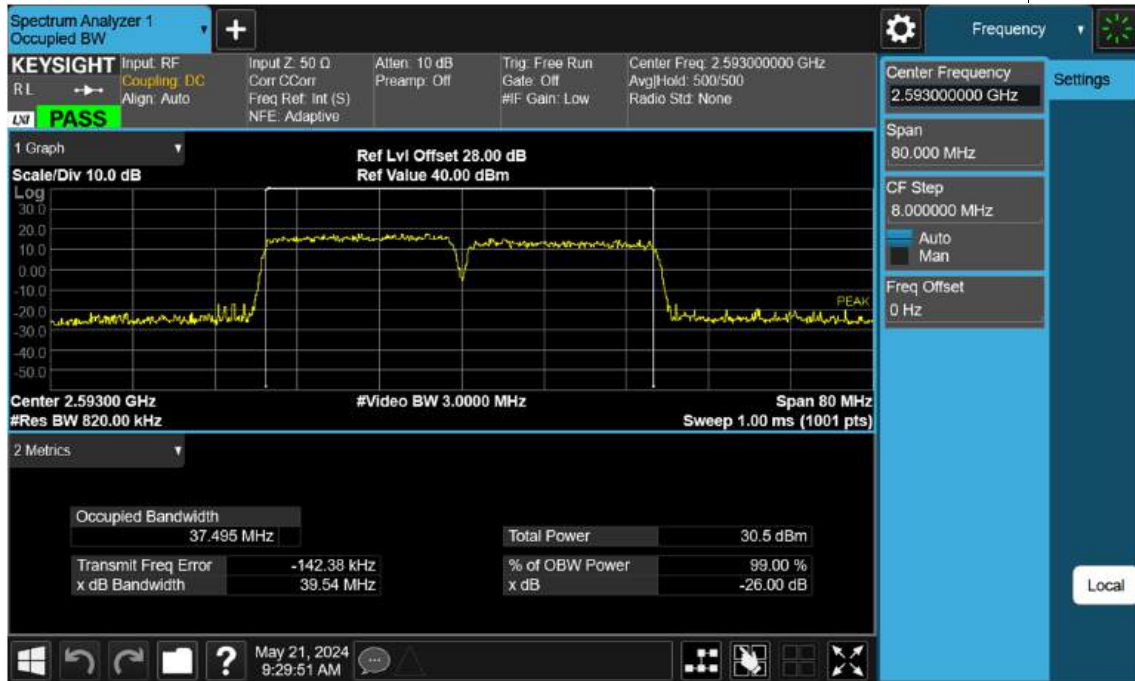 Spectrum Analyzer 1
Occupied BW
Frequency
KEYSIGHT
R L
LXI PASS
Input: RF
Coupling: DC
Align: Auto
Input Z: 50 Ω
Corr CCorr
Freq Ref: Int (S)
NFE: Adaptive
Atten: 10 dB
Preamp: Off
Trig: Free Run
Gate: Off
#IF Gain: Low
Center Freq: 2.593000000 GHz
Avg|Hold: 500/500
Radio Std: None
Center Frequency
2.593000000 GHz
Settings
Span
80.000 MHz
CF Step
8.000000 MHz
Auto
Man
Freq Offset
0 Hz
Local
1 Graph
Scale/Div 10.0 dB
Ref Lvl Offset 28.00 dB
Ref Value 40.00 dBm
Log
30.0
20.0
10.0
0.00
-10.0
-20.0
-30.0
-40.0
-50.0
PEAK
Center 2.59300 GHz
#Video BW 3.0000 MHz
Span 80 MHz
#Res BW 820.00 kHz
Sweep 1.00 ms (1001 pts)
2 Metrics
Occupied Bandwidth
37.495 MHz
Total Power 30.5 dBm
Transmit Freq Error -142.38 kHz
% of OBW Power 99.00 %
x dB Bandwidth 39.54 MHz
x dB -26.00 dB
?
May 21, 2024
9:29:51 AM